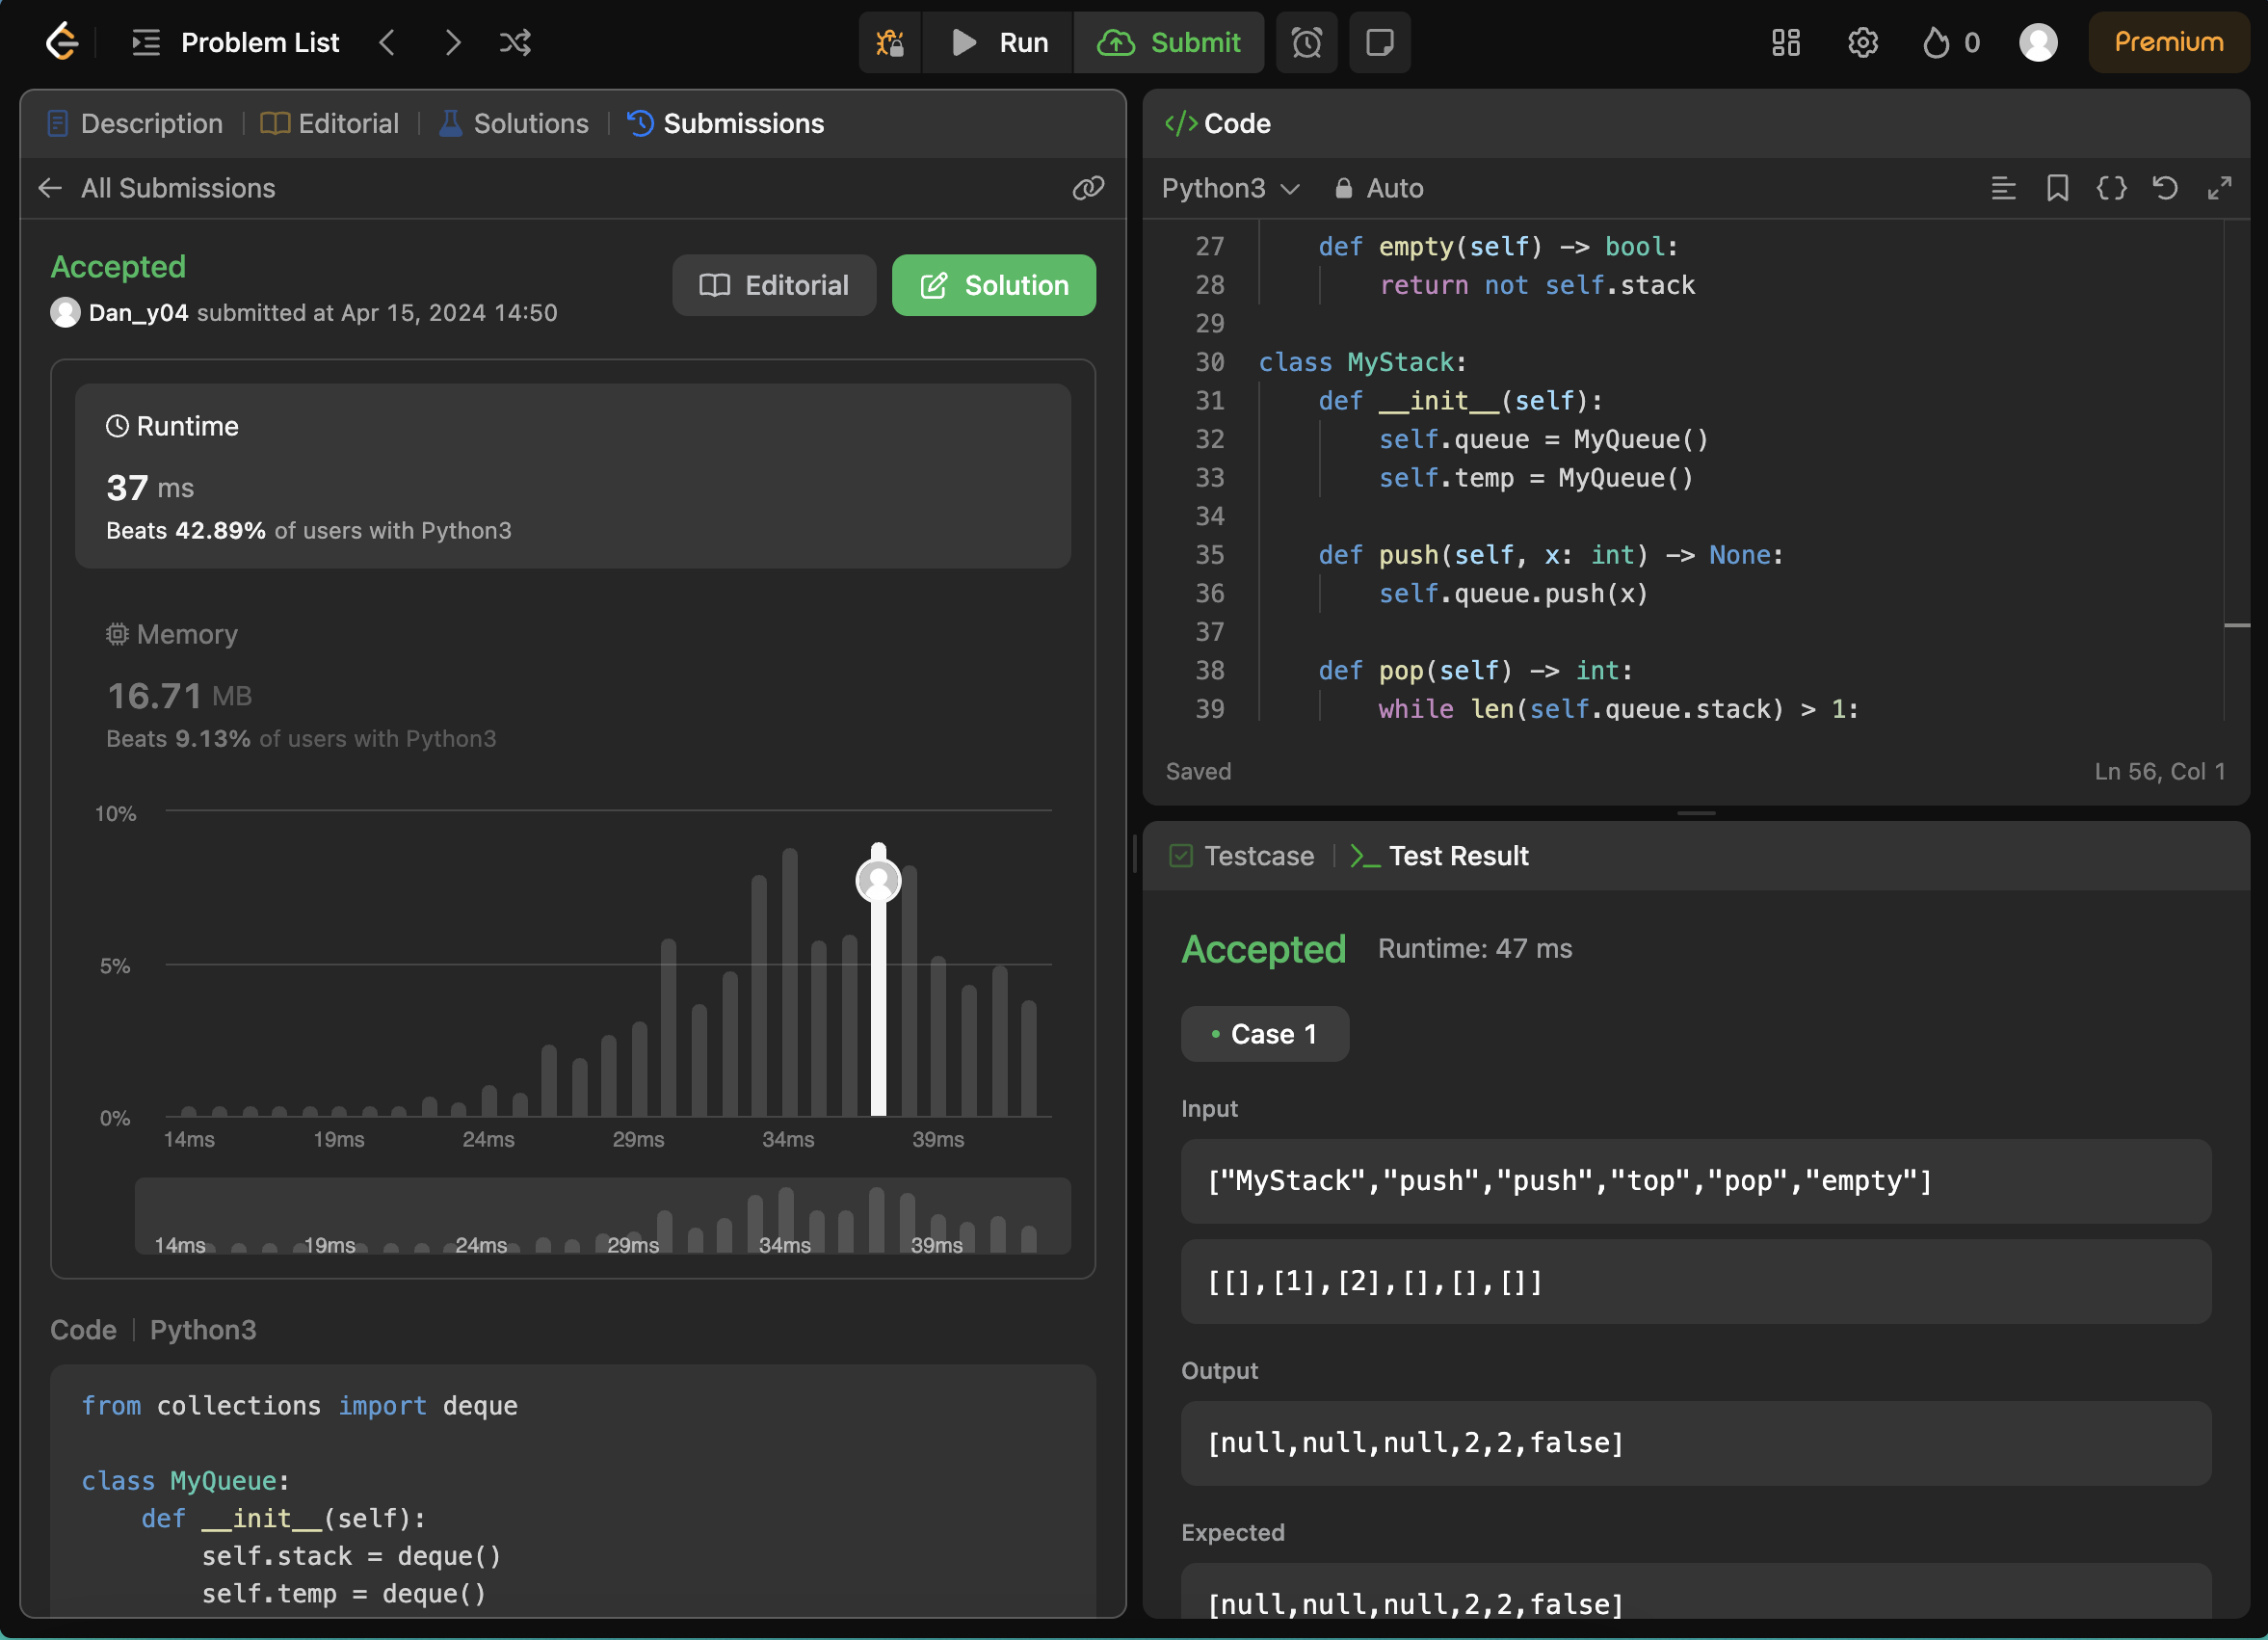 Problem List
Run
Submit
0
Premium
Description
Editorial
Solutions
Submissions
All Submissions
Accepted
Dan_y04 submitted at Apr 15, 2024 14:50
Editorial
Solution
Runtime
37 ms
Beats 42.89% of users with Python3
Memory
16.71 MB
Beats 9.13% of users with Python3
10%
5%
0%
14ms 19ms 24ms 29ms 34ms 39ms
14ms 19ms 24ms 29ms 34ms 39ms
Code | Python3
from collections import deque
class MyQueue:
def __init__(self):
self.stack = deque()
self.temp = deque()
</> Code
Python3
Auto
27 def empty(self) -> bool:
28 return not self.stack
29
30 class MyStack:
31 def __init__(self):
32 self.queue = MyQueue()
33 self.temp = MyQueue()
34
35 def push(self, x: int) -> None:
36 self.queue.push(x)
37
38 def pop(self) -> int:
39 while len(self.queue.stack) > 1:
Saved
Ln 56, Col 1
Testcase
Test Result
Accepted
Runtime: 47 ms
Case 1
Input
["MyStack","push","push","top","pop","empty"]
[[],[1],[2],[],[],[]]
Output
[null,null,null,2,2,false]
Expected
[null,null,null,2,2,false]